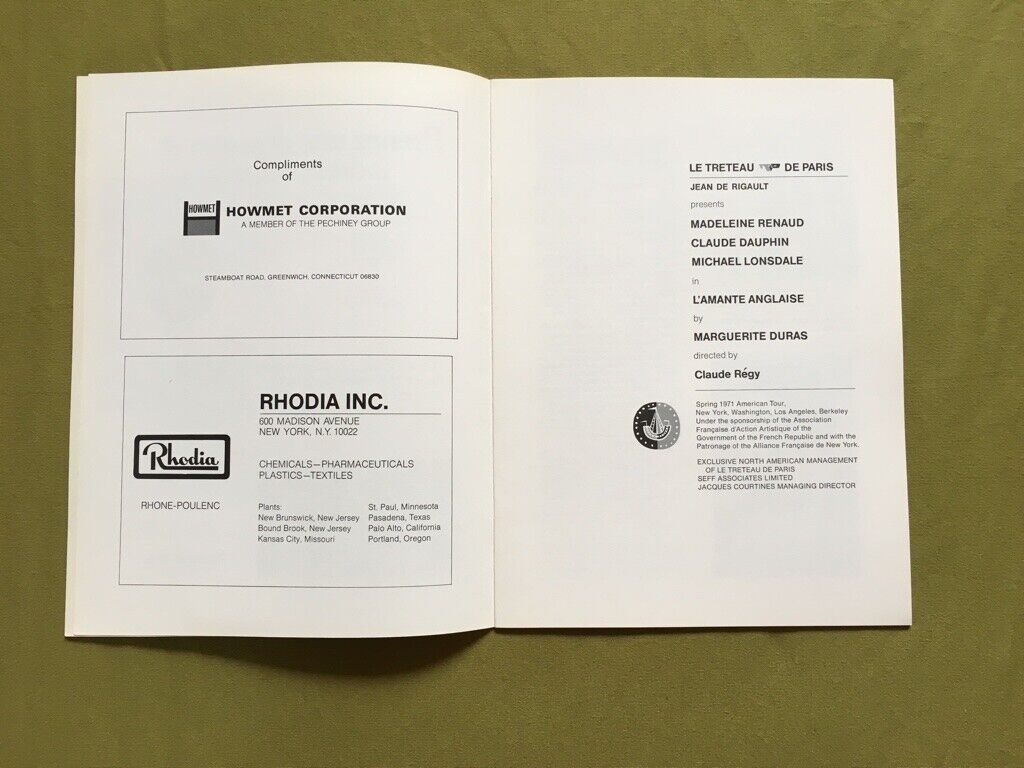 Compliments
of
HOWMET
HOWMET CORPORATION
A MEMBER OF THE PECHINEY GROUP
STEAMBOAT ROAD, GREENWICH, CONNECTICUT 06830
RHODIA INC.
600 MADISON AVENUE
NEW YORK, N.Y. 10022
Rhodia
CHEMICALS—PHARMACEUTICALS
PLASTICS—TEXTILES
RHONE-POULENC
Plants:
New Brunswick, New Jersey
Bound Brook, New Jersey
Kansas City, Missouri
St. Paul, Minnesota
Pasadena, Texas
Palo Alto, California
Portland, Oregon
LE TRETEAU DE PARIS
JEAN DE RIGAULT
presents
MADELEINE RENAUD
CLAUDE DAUPHIN
MICHAEL LONSDALE
in
L'AMANTE ANGLAISE
by
MARGUERITE DURAS
directed by
Claude Régy
Spring 1971 American Tour,
New York, Washington, Los Angeles, Berkeley
Under the sponsorship of the Association
Française d'Action Artistique of the
Government of the French Republic and with the
Patronage of the Alliance Française de New York.
EXCLUSIVE NORTH AMERICAN MANAGEMENT
OF LE TRETEAU DE PARIS
SEFF ASSOCIATES LIMITED
JACQUES COURTINES MANAGING DIRECTOR